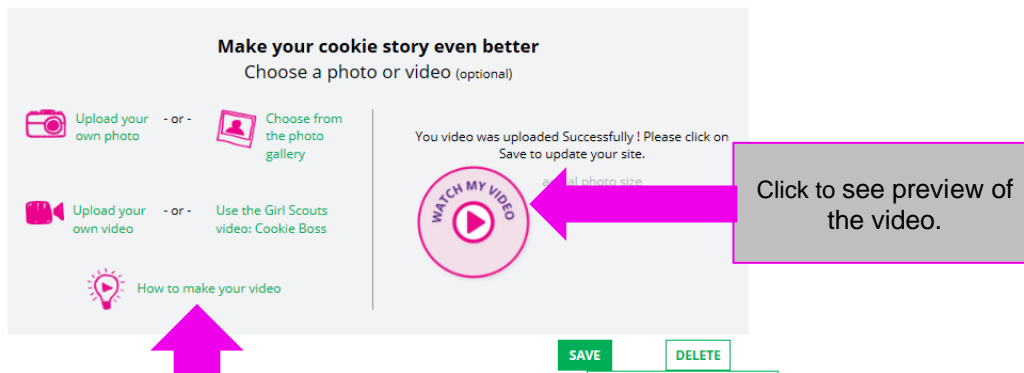 Make your cookie story even better
Choose a photo or video (optional)
Upload your
own photo
- or -
Choose from
the photo
gallery
Upload your
own video
- or -
Use the Girl Scouts
video: Cookie Boss
How to make your video
You video was uploaded Successfully ! Please click on
Save to update your site.
actual photo size
WATCH MY VIDEO
Click to see preview of
the video.
SAVE
DELETE